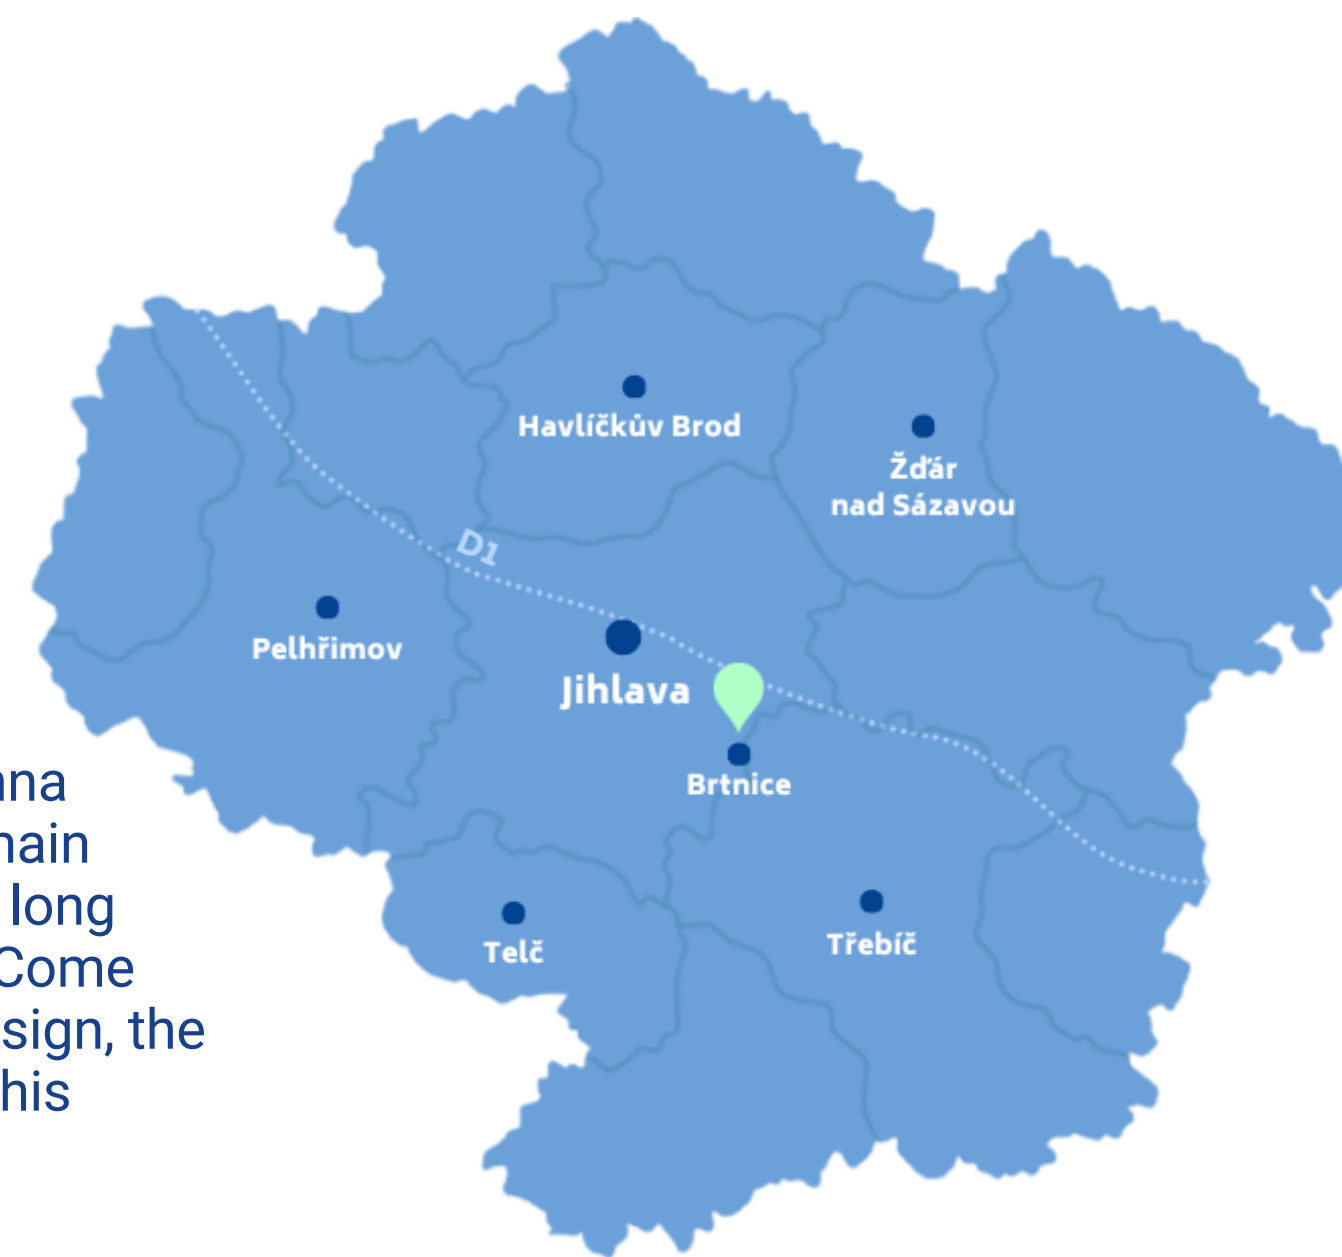 Havlíčkův Brod
Žďár
nad Sázavou
D1
Pelhřimov
Jihlava
Brtnice
Telč
Třebíč
nna
nain
long
Come
sign, the
his